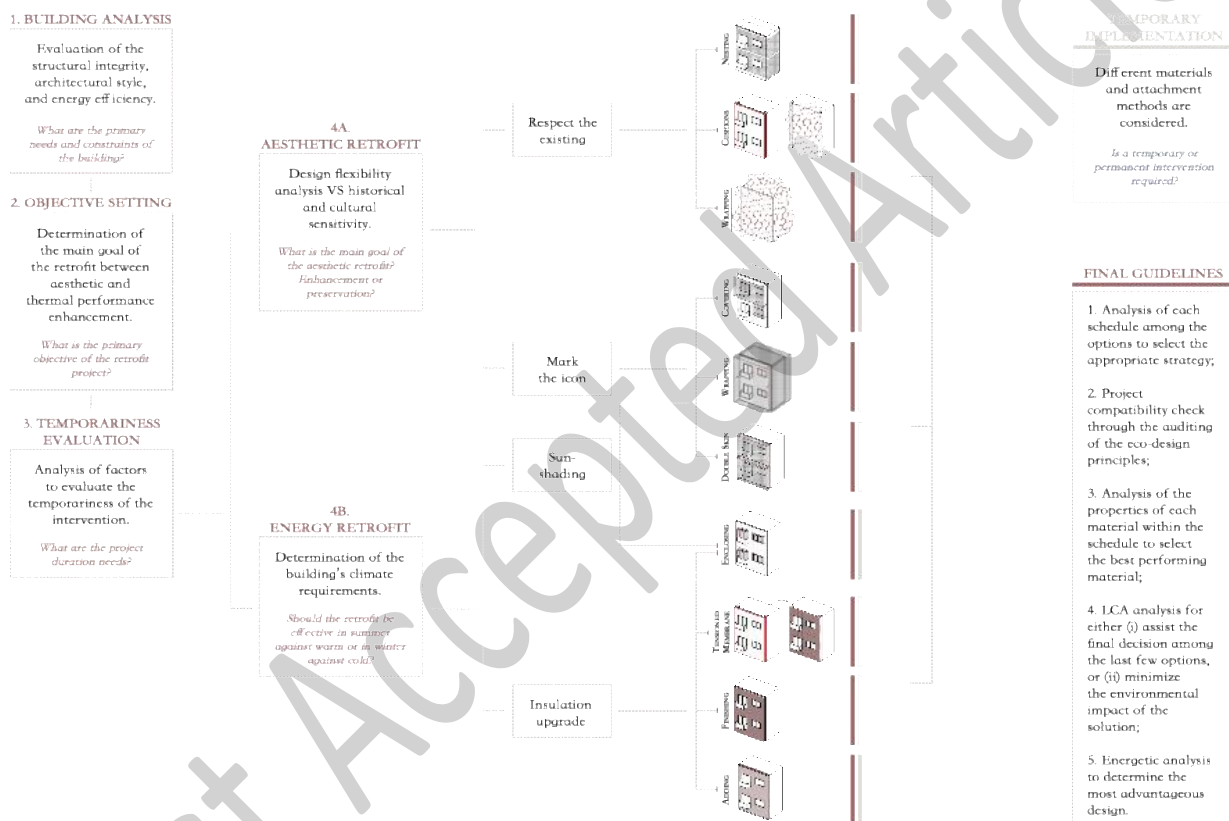 1. BUILDING ANALYSIS
Evaluation of the
structural integrity,
architectural style,
and energy efficiency.
What are the primary
needs and constraints of
the building?
2. OBJECTIVE SETTING
Determination of
the main goal of
the retrofit between
aesthetic and
thermal performance
enhancement.
What is the primary
objective of the retrofit
project?
3. TEMPORARINESS
EVALUATION
Analysis of factors
to evaluate the
temporariness of the
intervention.
What are the project
duration needs?
4A.
AESTHETIC RETROFIT
Design flexibility
analysis VS historical
and cultural
sensitivity.
What is the main goal of
the aesthetic retrofit?
Enhancement or
preservation?
4B.
ENERGY RETROFIT
Determination of the
building's climate
requirements.
Should the retrofit be
effective in summer
against warm or in winter
against cold?
Respect the
existing
Mark
the icon
Sun-
shading
Insulation
upgrade
NESTING
WRAPPING
COVERING
WRAPPING
DOUBLE SKIN
ENCLOSING
TENSIONED
MEMBRANE
FINISHING
ADDING
TEMPORARY
IMPLEMENTATION
Different materials
and attachment
methods are
considered.
Is a temporary or
permanent intervention
required?
FINAL GUIDELINES
1. Analysis of each
schedule among the
options to select the
appropriate strategy;
2. Project
compatibility check
through the auditing
of the eco-design
principles;
3. Analysis of the
properties of each
material within the
schedule to select
the best performing
material;
4. LCA analysis for
either (i) assist the
final decision among
the last few options,
or (ii) minimize
the environmental
impact of the
solution;
5. Energetic analysis
to determine the
most advantageous
design.
st Accepted Articl